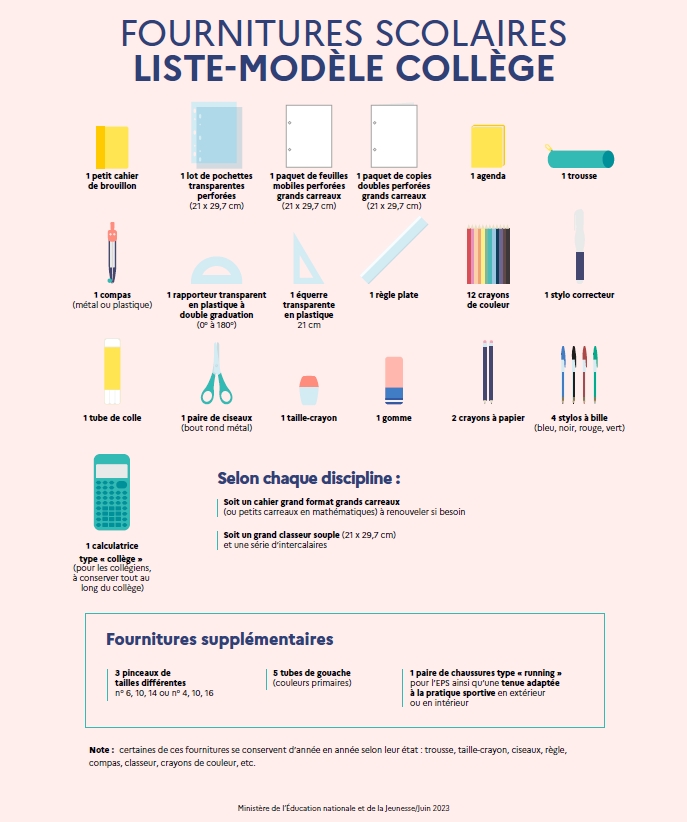 FOURNITURES SCOLAIRES
LISTE-MODÈLE COLLÈGE
1 petit cahier
de brouillon
1 lot de pochettes
transparentes
perforées
(21 x 29,7 cm)
1 paquet de feuilles
mobiles perforées
grands carreaux
(21 x 29,7 cm)
1 paquet de copies
doubles perforées
grands carreaux
(21 x 29,7 cm)
1 agenda
1 trousse
1 compas
(métal ou plastique)
1 rapporteur transparent
en plastique à
double graduation
(0° à 180°)
1 équerre
transparente
en plastique
21 cm
1 règle plate
12 crayons
de couleur
1 stylo correcteur
1 tube de colle
1 paire de ciseaux
(bout rond métal)
1 taille-crayon
1 gomme
2 crayons à papier
4 stylos à bille
(bleu, noir, rouge, vert)
1 calculatrice
type « collège »
(pour les collégiens,
à conserver tout au
long du collège)
Selon chaque discipline :
Soit un cahier grand format grands carreaux
(ou petits carreaux en mathématiques) à renouveler si besoin
Soit un grand classeur souple (21 x 29,7 cm)
et une série d'intercalaires
Fournitures supplémentaires
3 pinceaux de
tailles différentes
n° 6, 10, 14 ou n° 4, 10, 16
5 tubes de gouache
(couleurs primaires)
1 paire de chaussures type « running »
pour l'EPS ainsi qu'une tenue adaptée
à la pratique sportive en extérieur
ou en intérieur
Note : certaines de ces fournitures se conservent d'année en année selon leur état : trousse, taille-crayon, ciseaux, règle,
compas, classeur, crayons de couleur, etc.
Ministère de l'Éducation nationale et de la Jeunesse/Juin 2023